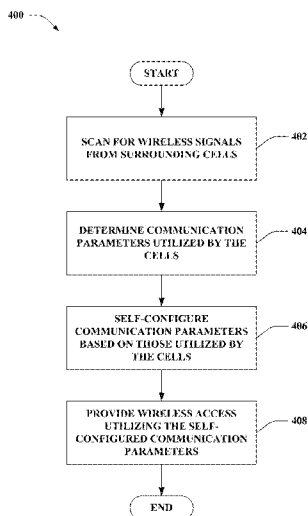 400
START
SCAN FOR WIRELESS SIGNALS
FROM SURROUNDING CELLS
402
DETERMINE COMMUNICATION
PARAMETERS UTILIZED BY THE
CELLS
404
SELF-CONFIGURE
COMMUNICATION PARAMETERS
BASED ON THOSE UTILIZED BY
THE CELLS
406
PROVIDE WIRELESS ACCESS
UTILIZING THE SELF-
CONFIGURED COMMUNICATION
PARAMETERS
408
END